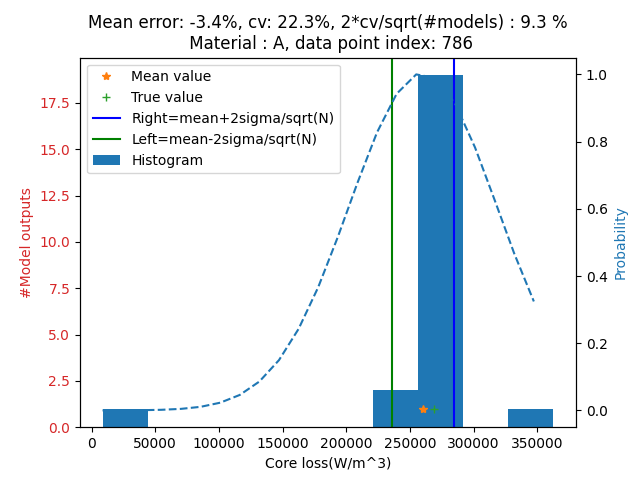 Mean error: -3.4%, cv: 22.3%, 2*cv/sqrt(#models) : 9.3 %
Material : A, data point index: 786
Mean value
True value
Right=mean+2sigma/sqrt(N)
Left=mean-2sigma/sqrt(N)
Histogram
#Model outputs
17.5
15.0
12.5
10.0
7.5
5.0
2.5
0.0
1.0
0.8
0.6
0.4
0.2
0.0
Probability
0 50000 100000 150000 200000 250000 300000 350000
Core loss(W/m^3)